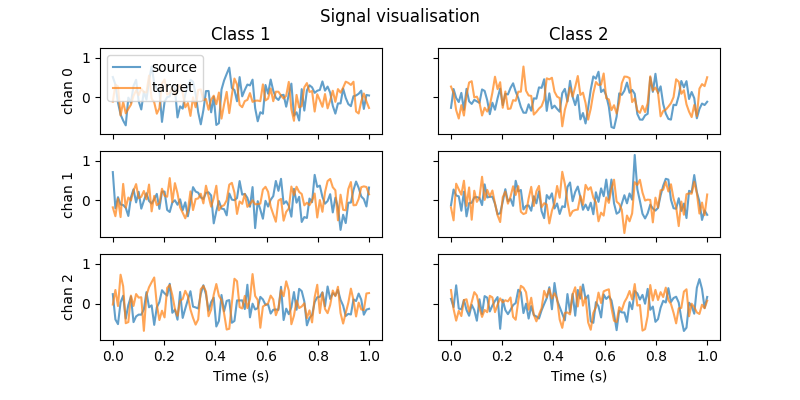 Signal visualisation
Class 1
Class 2
source
target
chan 0
1
0
chan 1
1
0
chan 2
1
0
0.0 0.2 0.4 0.6 0.8 1.0
0.0 0.2 0.4 0.6 0.8 1.0
Time (s)
Time (s)